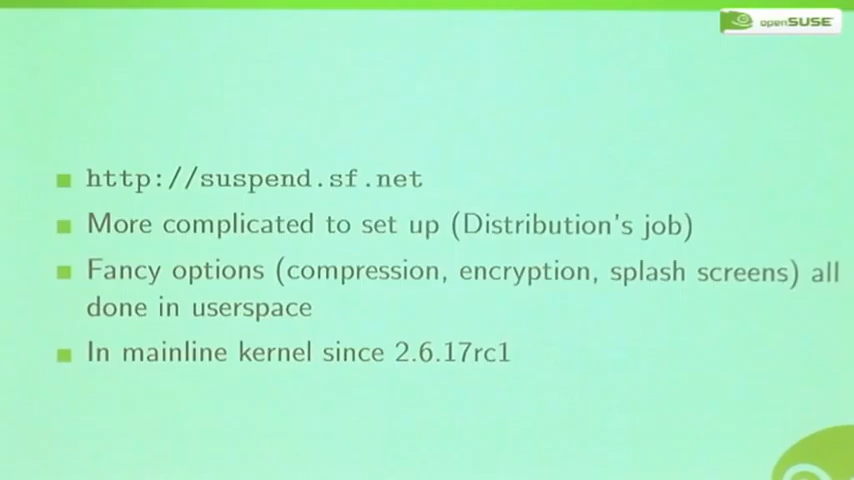 openSUSE
http://suspend.sf.net
More complicated to set up (Distribution's job)
Fancy options (compression, encryption, splash screens) all
done in userspace
In mainline kernel since 2.6.17rc1